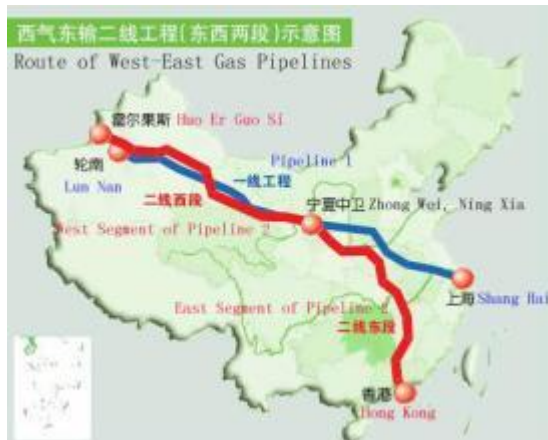 西气东输二线工程(东西两段)示意图
Route of West-East Gas Pipelines
霍尔果斯 Huo Er Guo Si
轮南
Lun Nan
Pipeline 1
一线工程
二线西段
West Segment of Pipeline 2
宁夏中卫 Zhong Wei, Ning Xia
上海 Shang Hai
East Segment of Pipeline 2
二线东段
香港
Hong Kong